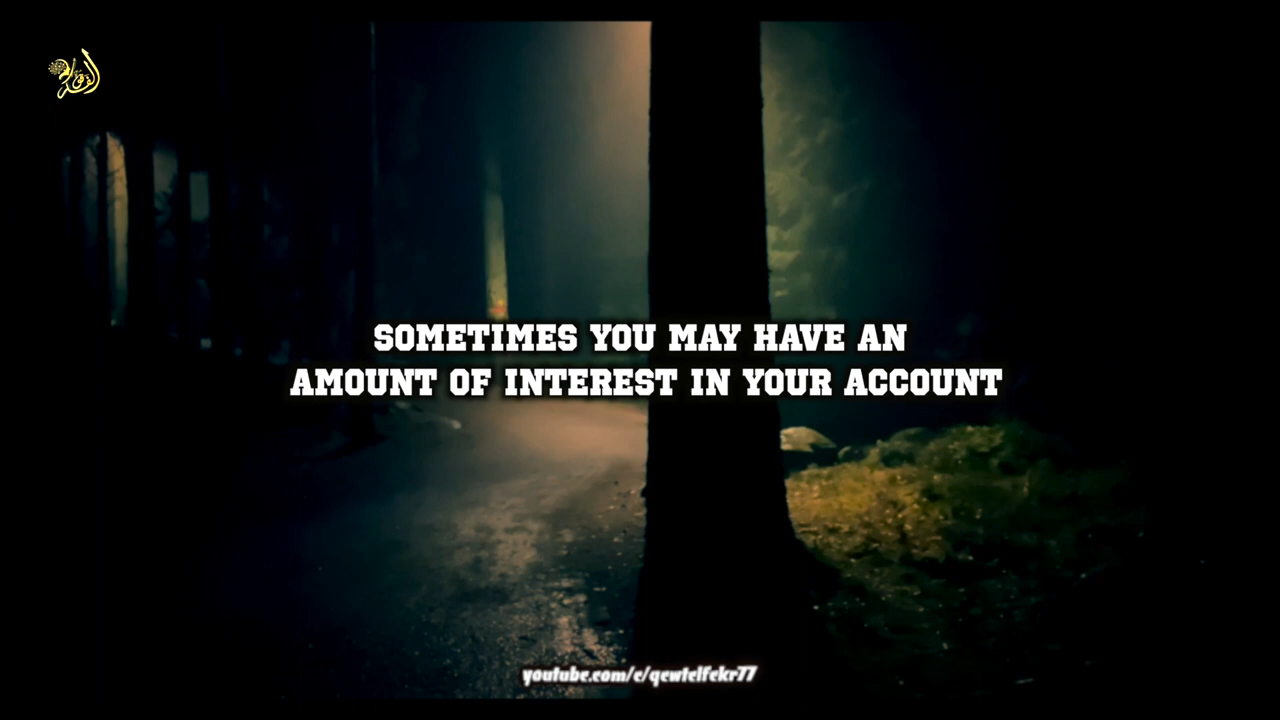 SOMETIMES YOU MAY HAVE AN
AMOUNT OF INTEREST IN YOUR ACCOUNT
youtube.com/c/qewtelfekr77